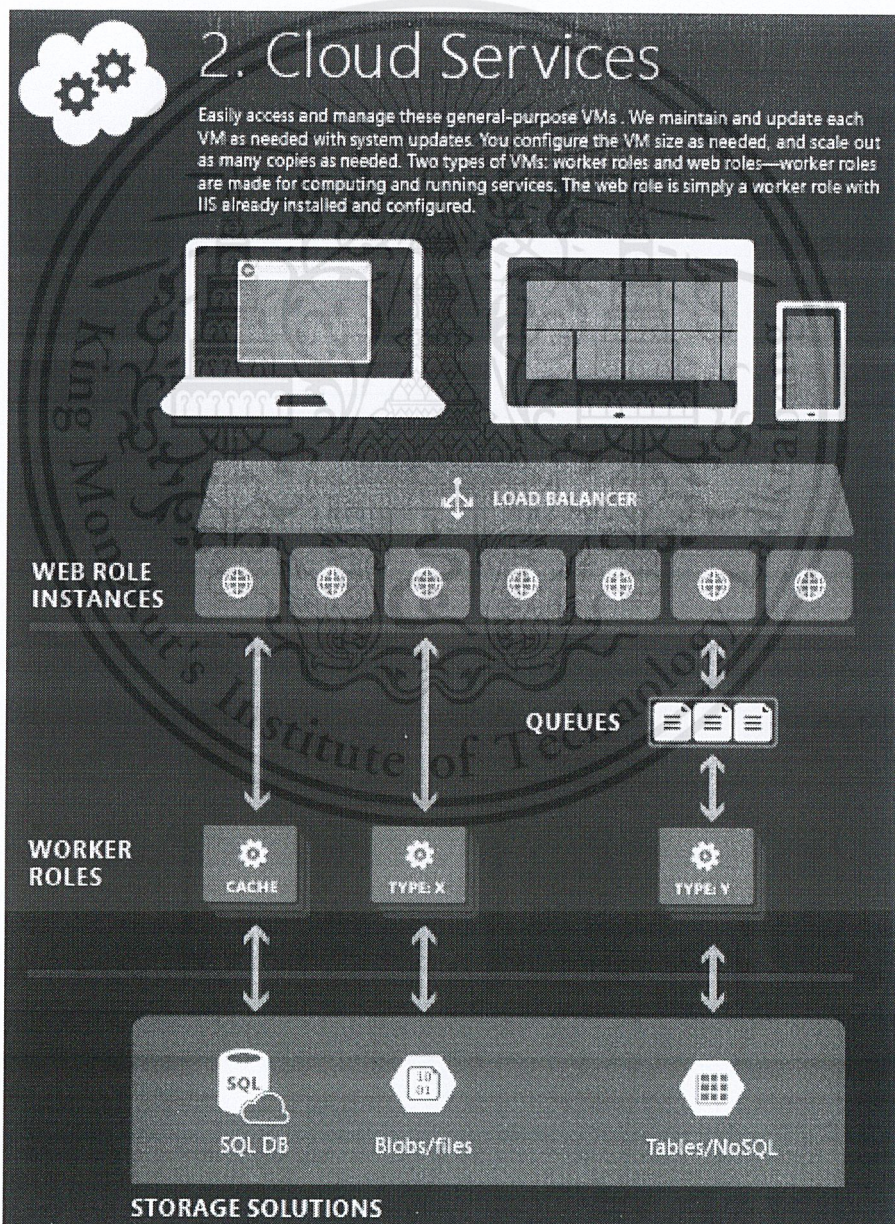 2. Cloud Services
Easily access and manage these general-purpose VMs . We maintain and update each
VM as needed with system updates. You configure the VM size as needed, and scale out
as many copies as needed. Two types of VMs: worker roles and web roles—worker roles
are made for computing and running services. The web role is simply a worker role with
IIS already installed and configured.
LOAD BALANCER
WEB ROLE
INSTANCES
QUEUES
WORKER
ROLES
CACHE
TYPE: X
TYPE: Y
SQL
10
01
SQL DB
Blobs/files
Tables/NoSQL
STORAGE SOLUTIONS
King Mongkut's Institute of Technology